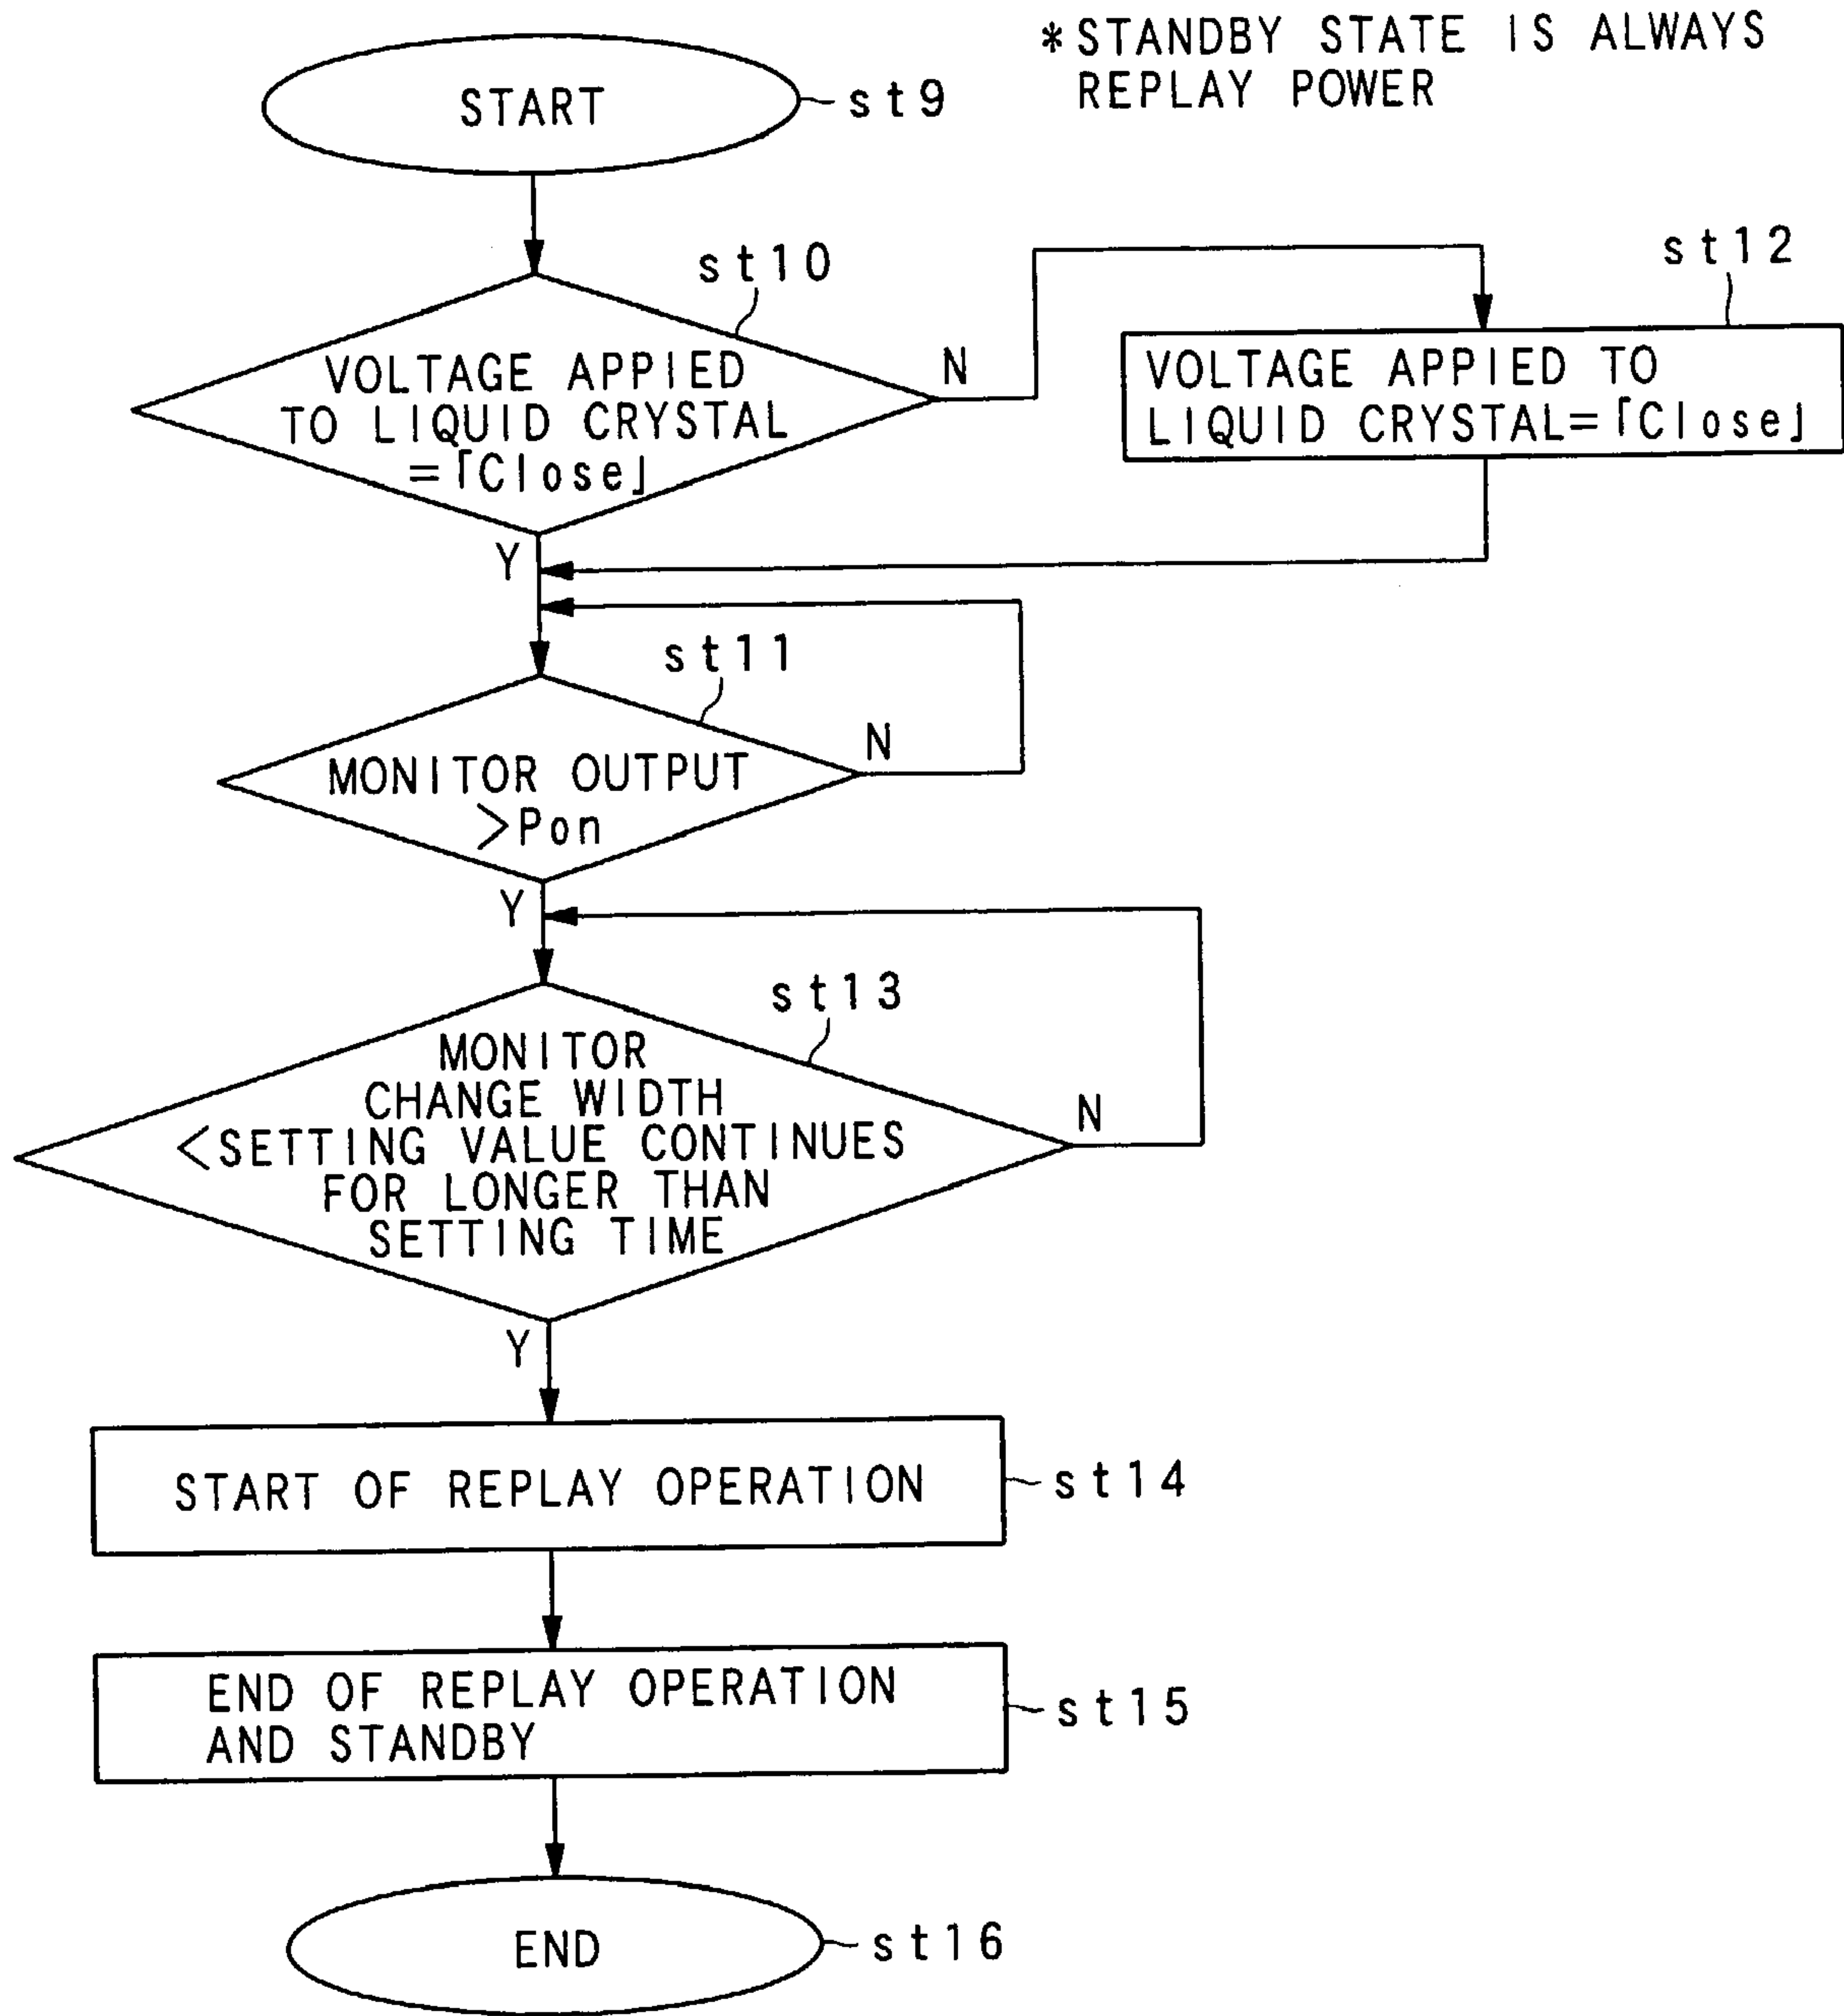 *STANDBY STATE IS ALWAYS
REPLAY POWER
START
st9
st10
VOLTAGE APPIED
TO LIQUID CRYSTAL
=「Close」
N
Y
st12
VOLTAGE APPIED TO
LIQUID CRYSTAL=「Close」
st11
MONITOR OUTPUT
>Pon
N
Y
st13
MONITOR
CHANGE WIDTH
<SETTING VALUE CONTINUES
FOR LONGER THAN
SETTING TIME
N
Y
START OF REPLAY OPERATION
st14
END OF REPLAY OPERATION
AND STANDBY
st15
END
st16